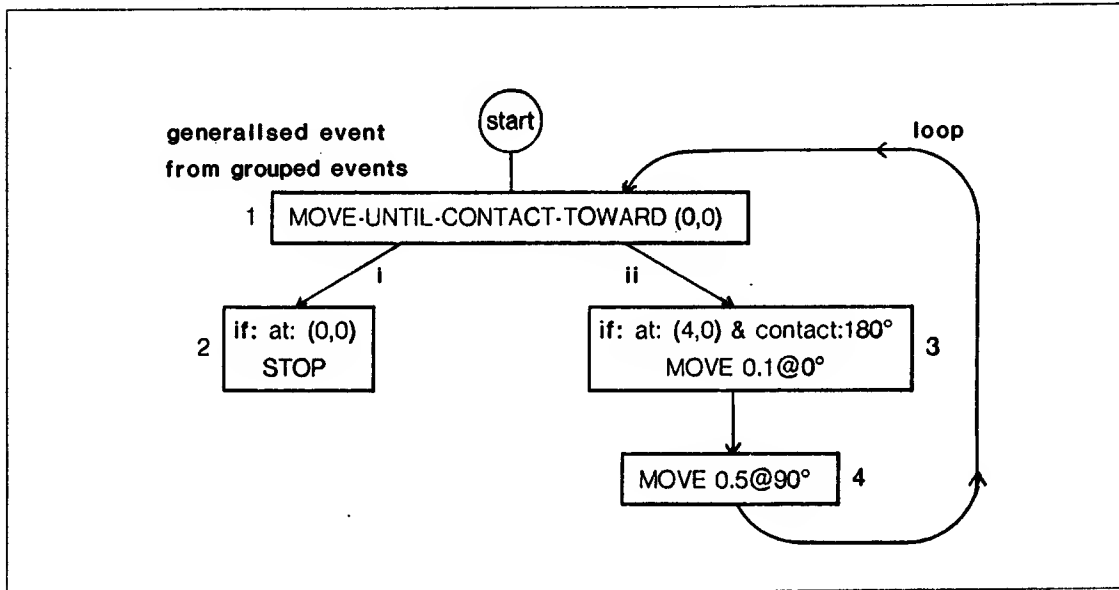 start
generalised event
from grouped events
loop
1
MOVE-UNTIL-CONTACT-TOWARD (0,0)
i
ii
2
if: at: (0,0)
STOP
if: at: (4,0) & contact:180°
MOVE 0.1@0°
3
MOVE 0.5@90°
4